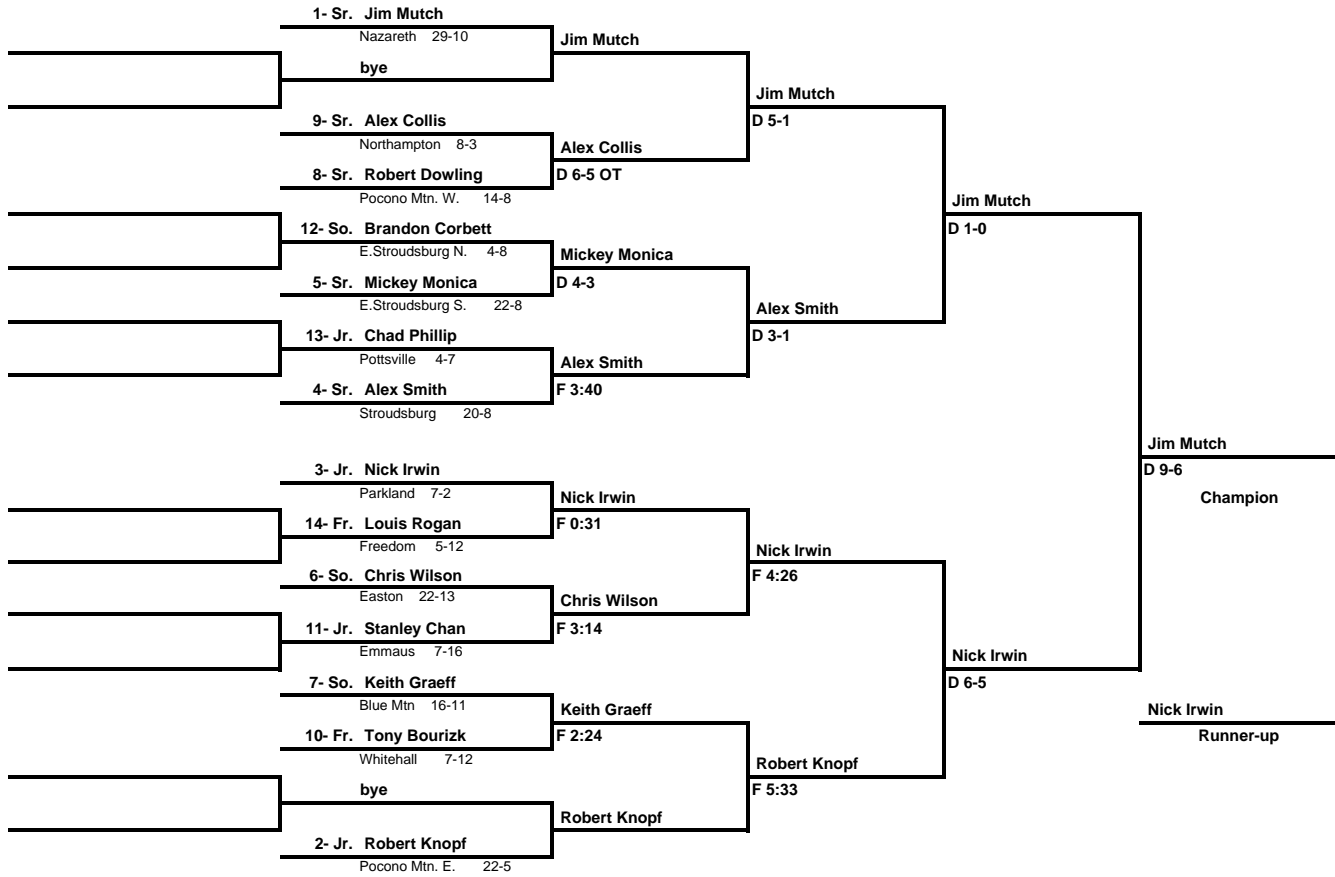 1- Sr. Jim Mutch
Nazareth 29-10
Jim Mutch
bye
Jim Mutch
D 5-1
9- Sr. Alex Collis
Northampton 8-3
Alex Collis
D 6-5 OT
8- Sr. Robert Dowling
Pocono Mtn. W. 14-8
Jim Mutch
D 1-0
12- So. Brandon Corbett
E.Stroudsburg N. 4-8
Mickey Monica
D 4-3
5- Sr. Mickey Monica
E.Stroudsburg S. 22-8
Alex Smith
D 3-1
13- Jr. Chad Phillip
Pottsville 4-7
Alex Smith
F 3:40
4- Sr. Alex Smith
Stroudsburg 20-8
Jim Mutch
D 9-6
Champion
3- Jr. Nick Irwin
Parkland 7-2
Nick Irwin
F 0:31
14- Fr. Louis Rogan
Freedom 5-12
Nick Irwin
F 4:26
6- So. Chris Wilson
Easton 22-13
Chris Wilson
F 3:14
11- Jr. Stanley Chan
Emmaus 7-16
Nick Irwin
D 6-5
7- So. Keith Graeff
Blue Mtn 16-11
Keith Graeff
F 2:24
10- Fr. Tony Bourizk
Whitehall 7-12
Nick Irwin
Runner-up
Robert Knopf
F 5:33
bye
Robert Knopf
2- Jr. Robert Knopf
Pocono Mtn. E. 22-5